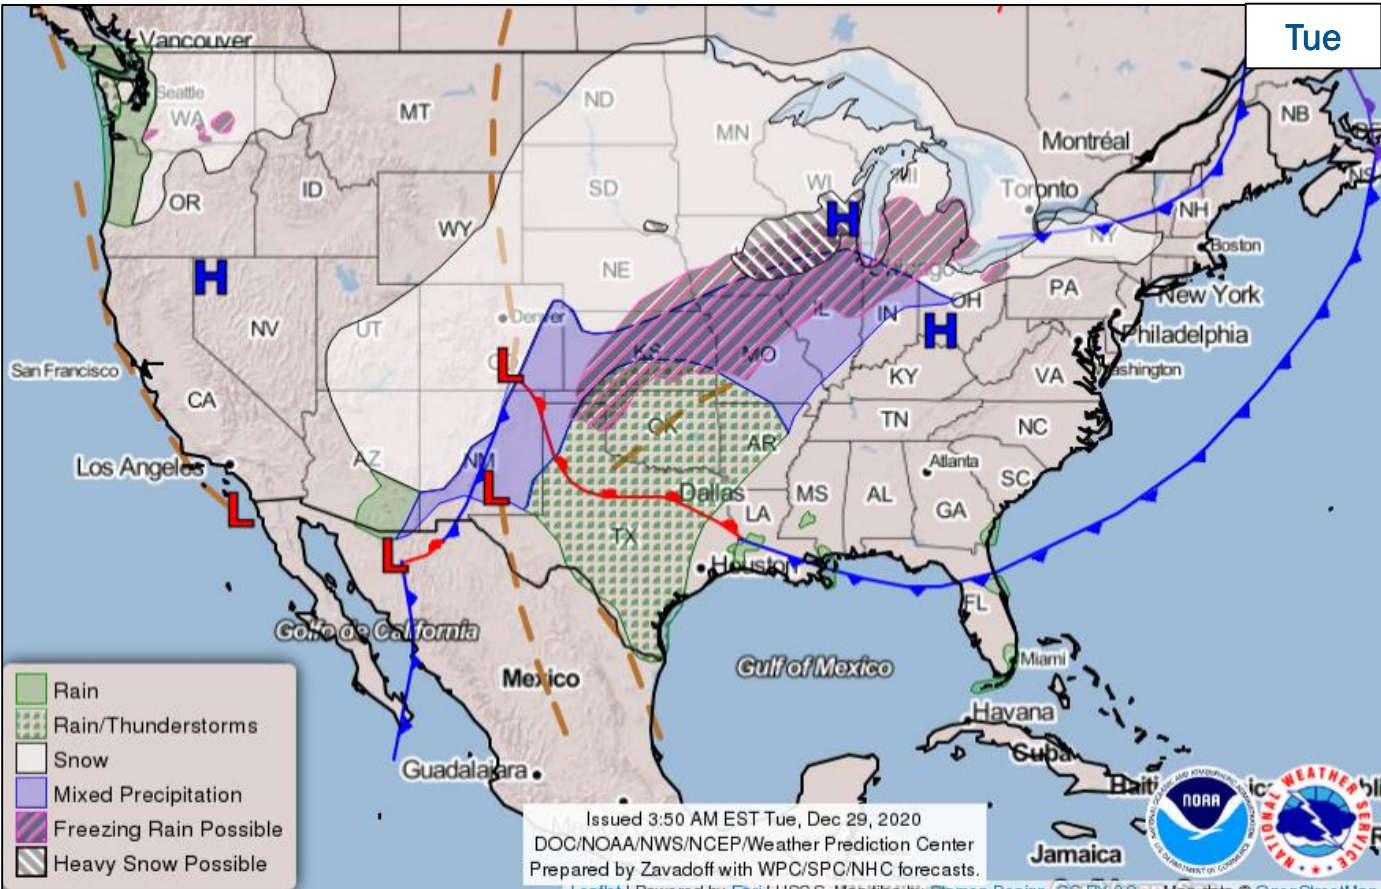 Tue
Vancouver
Seattle
WA
MT
ND
MN
Montréal
NB
OR
ID
SD
WI
MI
Toronto
NS
NH
WY
NY
Boston
H
H
NE
PA
New York
NV
UT
Denver
IL
IN
OH
H
Philadelphia
San Francisco
L
KS
MO
KY
VA
CA
TN
NC
Los Angeles
AZ
NM
OK
AR
Atlanta
SC
L
L
Dallas
MS
AL
GA
LA
TX
L
Houston
FL
Golfo de California
Mexico
Gulf of Mexico
Miami
Havana
Cuba
Guadalajara
Jamaica
Rain
Rain/Thunderstorms
Snow
Mixed Precipitation
Freezing Rain Possible
Heavy Snow Possible
Issued 3:50 AM EST Tue, Dec 29, 2020
DOC/NOAA/NWS/NCEP/Weather Prediction Center
Prepared by Zavadoff with WPC/SPC/NHC forecasts.
NOAA
NATIONAL WEATHER SERVICE